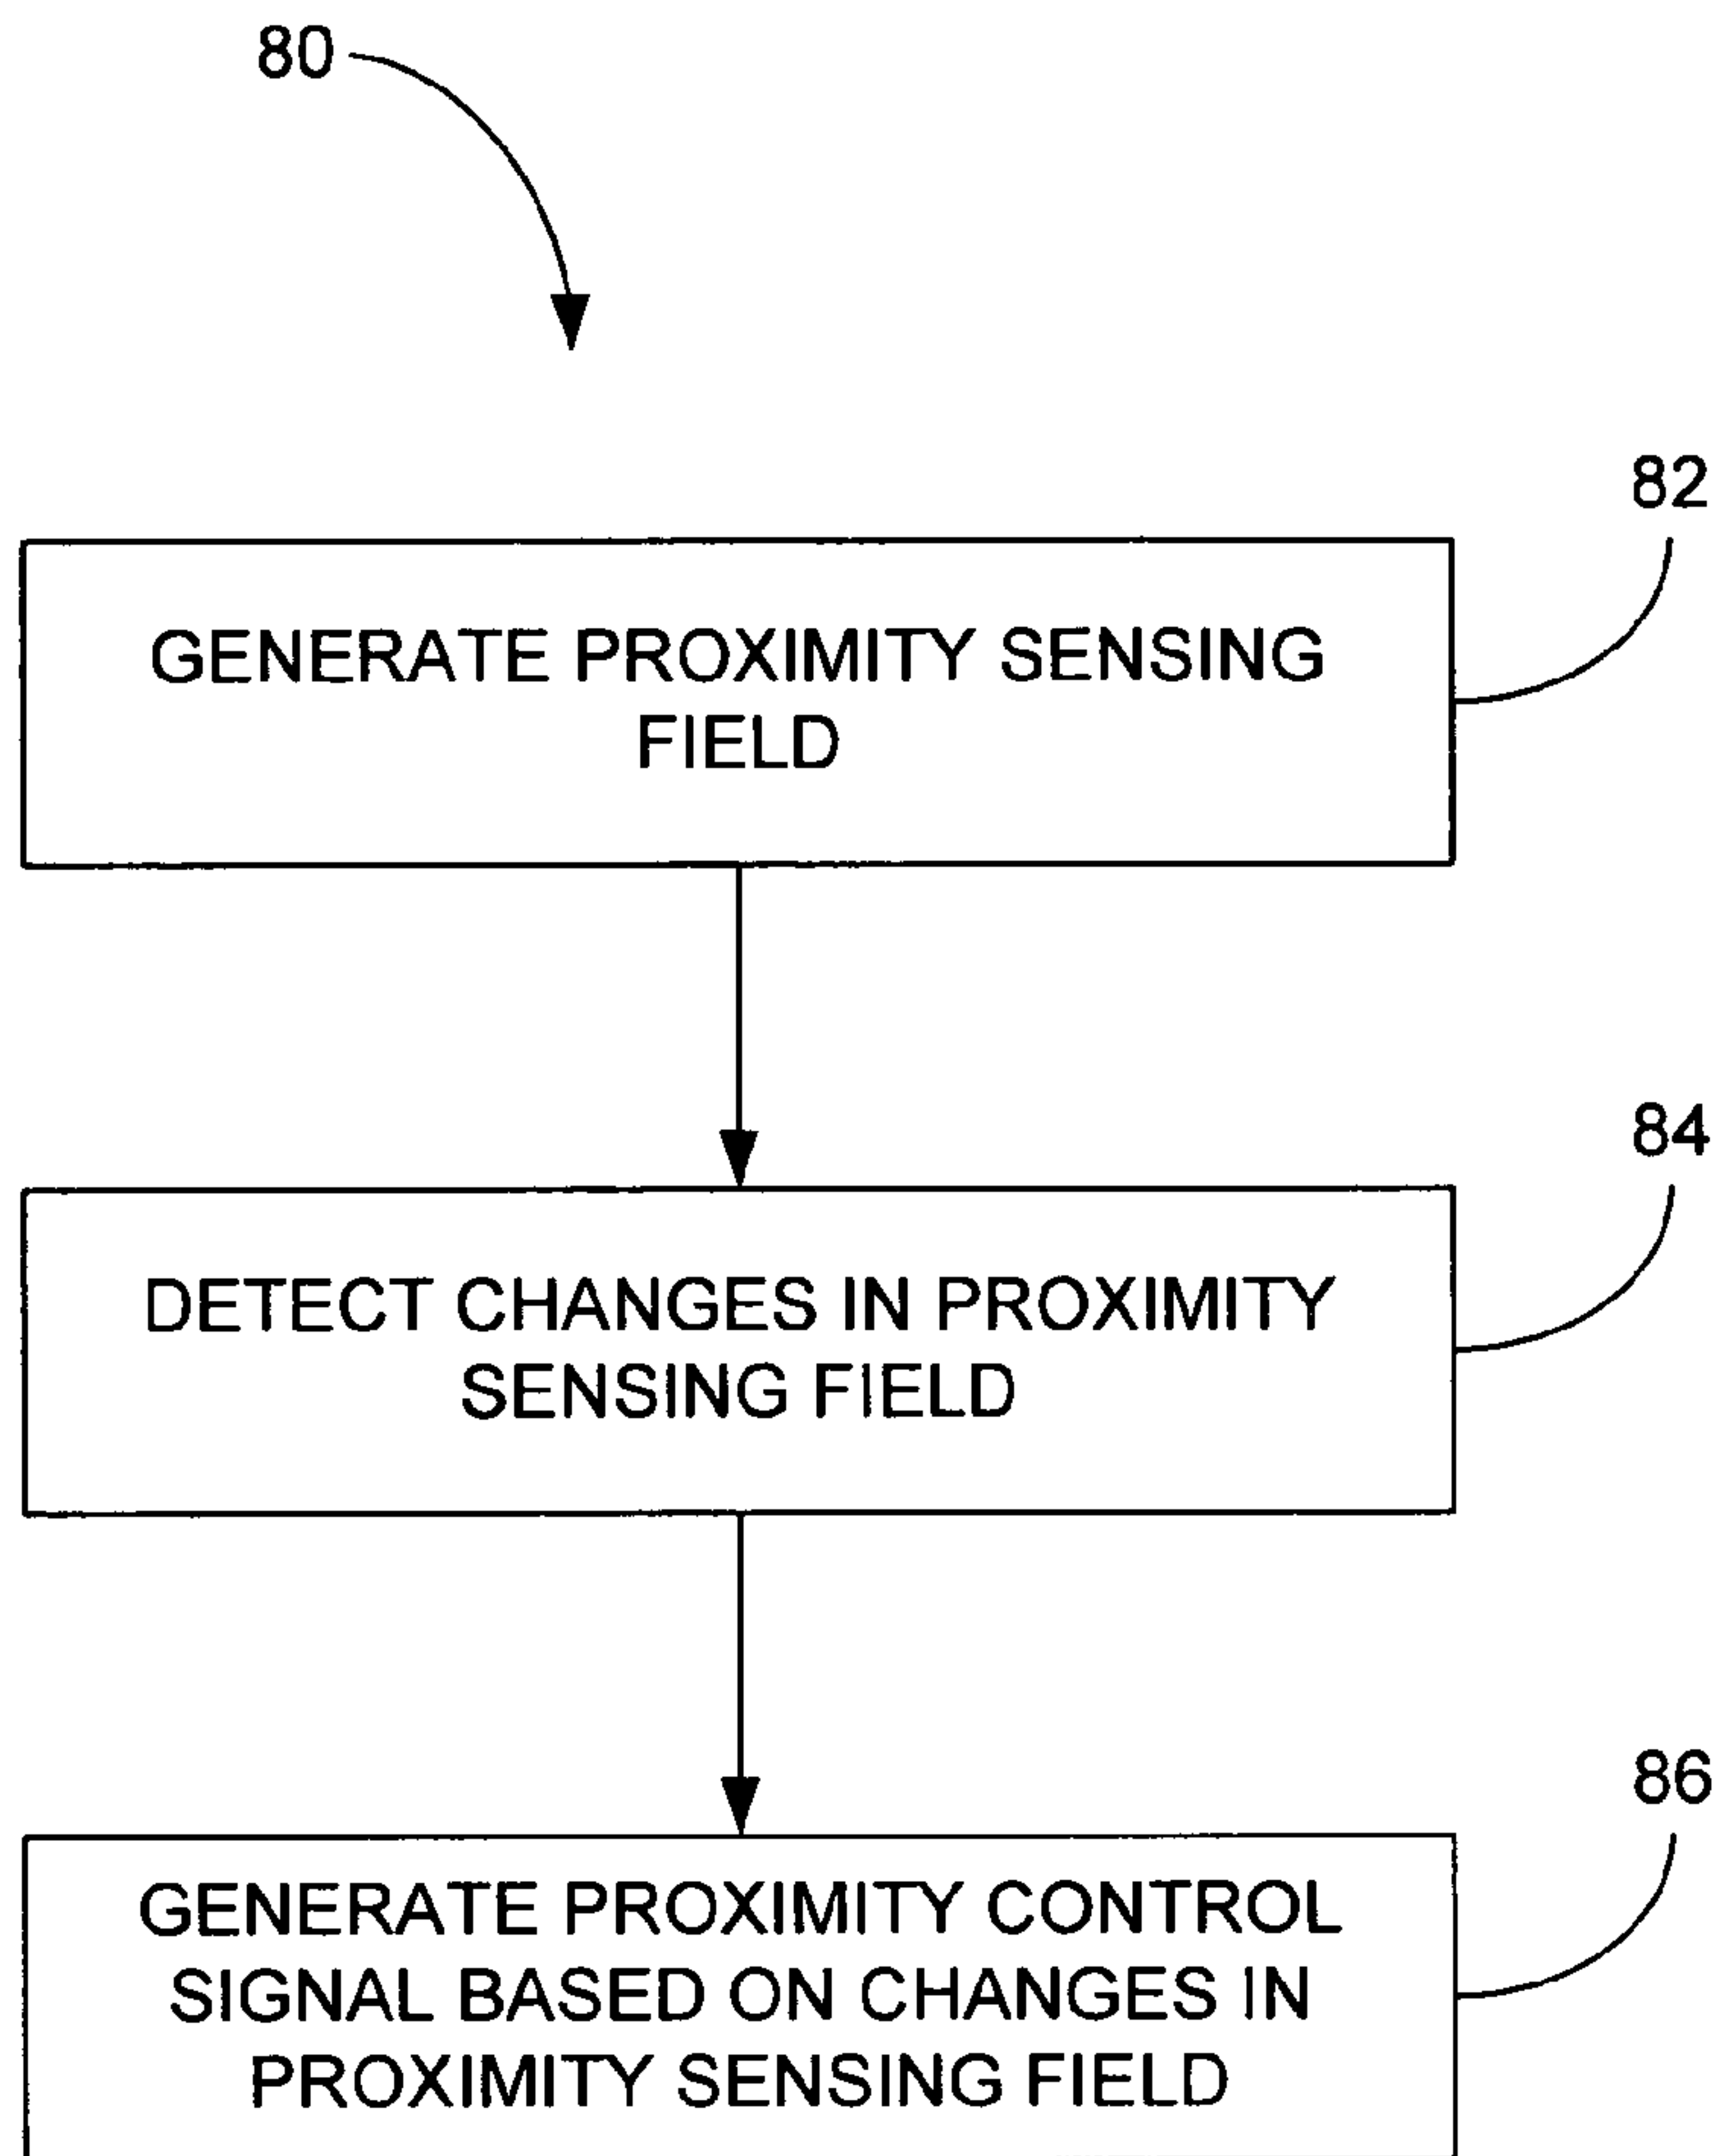 80
82
GENERATE PROXIMITY SENSING
FIELD
84
DETECT CHANGES IN PROXIMITY
SENSING FIELD
86
GENERATE PROXIMITY CONTROL
SIGNAL BASED ON CHANGES IN
PROXIMITY SENSING FIELD